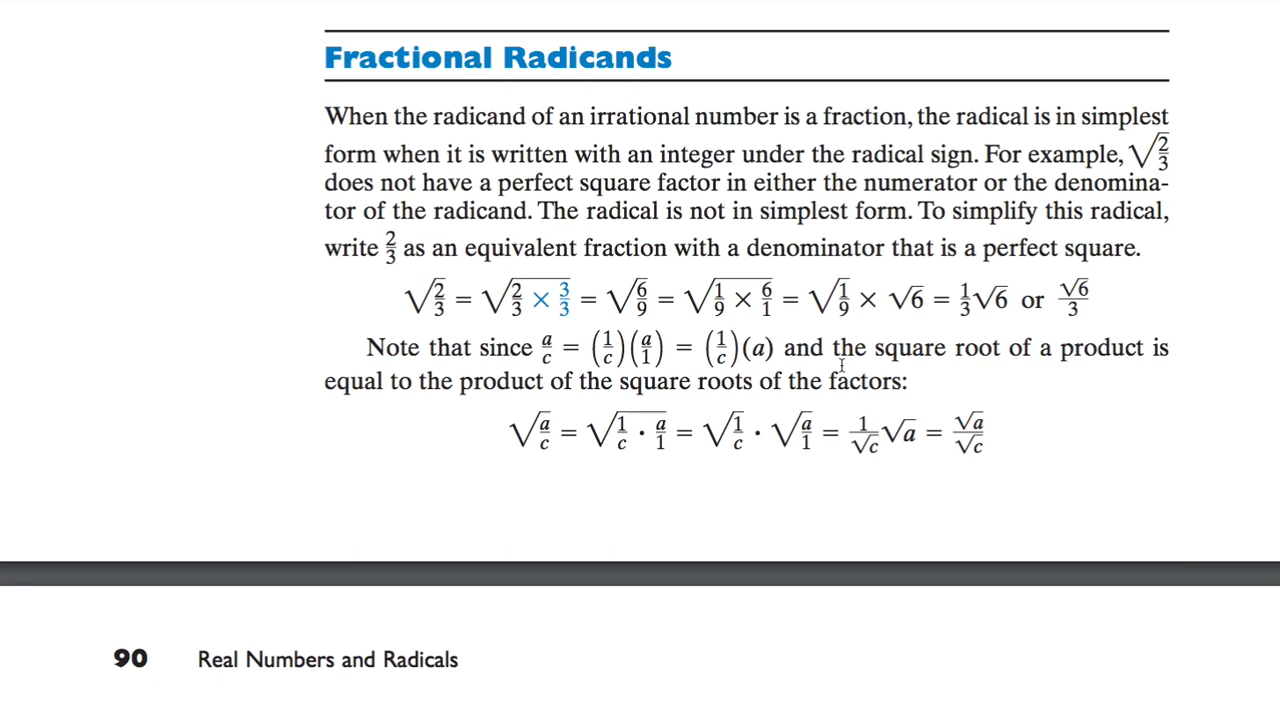 Fractional Radicands
When the radicand of an irrational number is a fraction, the radical is in simplest
form when it is written with an integer under the radical sign. For example, √(2/3)
does not have a perfect square factor in either the numerator or the denomina-
tor of the radicand. The radical is not in simplest form. To simplify this radical,
write 2/3 as an equivalent fraction with a denominator that is a perfect square.
√(2/3) = √(2/3 × 3/3) = √(6/9) = √(1/9 × 6/1) = √(1/9) × √6 = 1/3√6 or √6/3
Note that since a/c = (1/c)(a/1) = (1/c)(a) and the square root of a product is
equal to the product of the square roots of the factors:
√(a/c) = √(1/c · a/1) = √(1/c) · √(a/1) = 1/√c √a = √a/√c
90 Real Numbers and Radicals